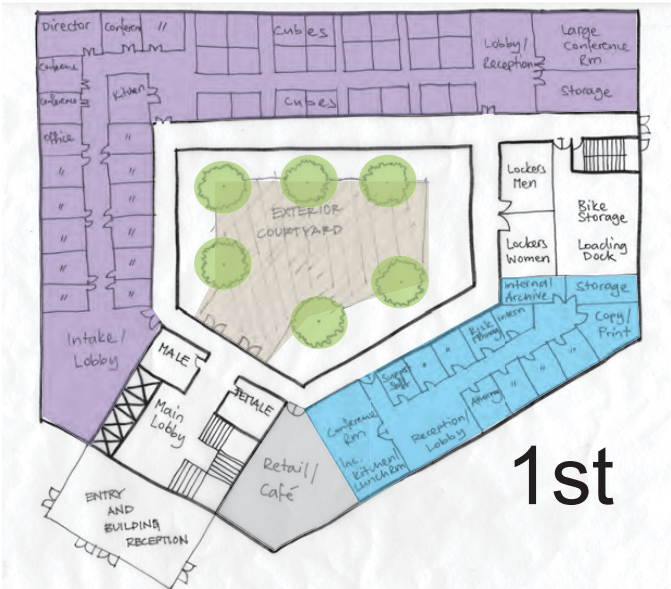 Director
Conferen
"
Cubes
Lobby/
Reception
Large
Conference
Rm
Conference
Conference
Kitchen
Cubes
Storage
office
"
"
"
"
"
"
"
"
"
Lockers
Men
Bike
Storage
Loading
Dock
Lockers
Women
EXTERIOR
COURTYARD
Internal
Archive
Storage
Copy/
Print
Intern
Support
Staff
"
"
"
Attorney
"
"
"
Intake/
Lobby
MALE
FEMALE
Main
Lobby
Conference
Rm
Reception/
Lobby
Inc.
Kitchen/
Lunch Rm
Retail/
Café
ENTRY
AND
BUILDING
RECEPTION
1st